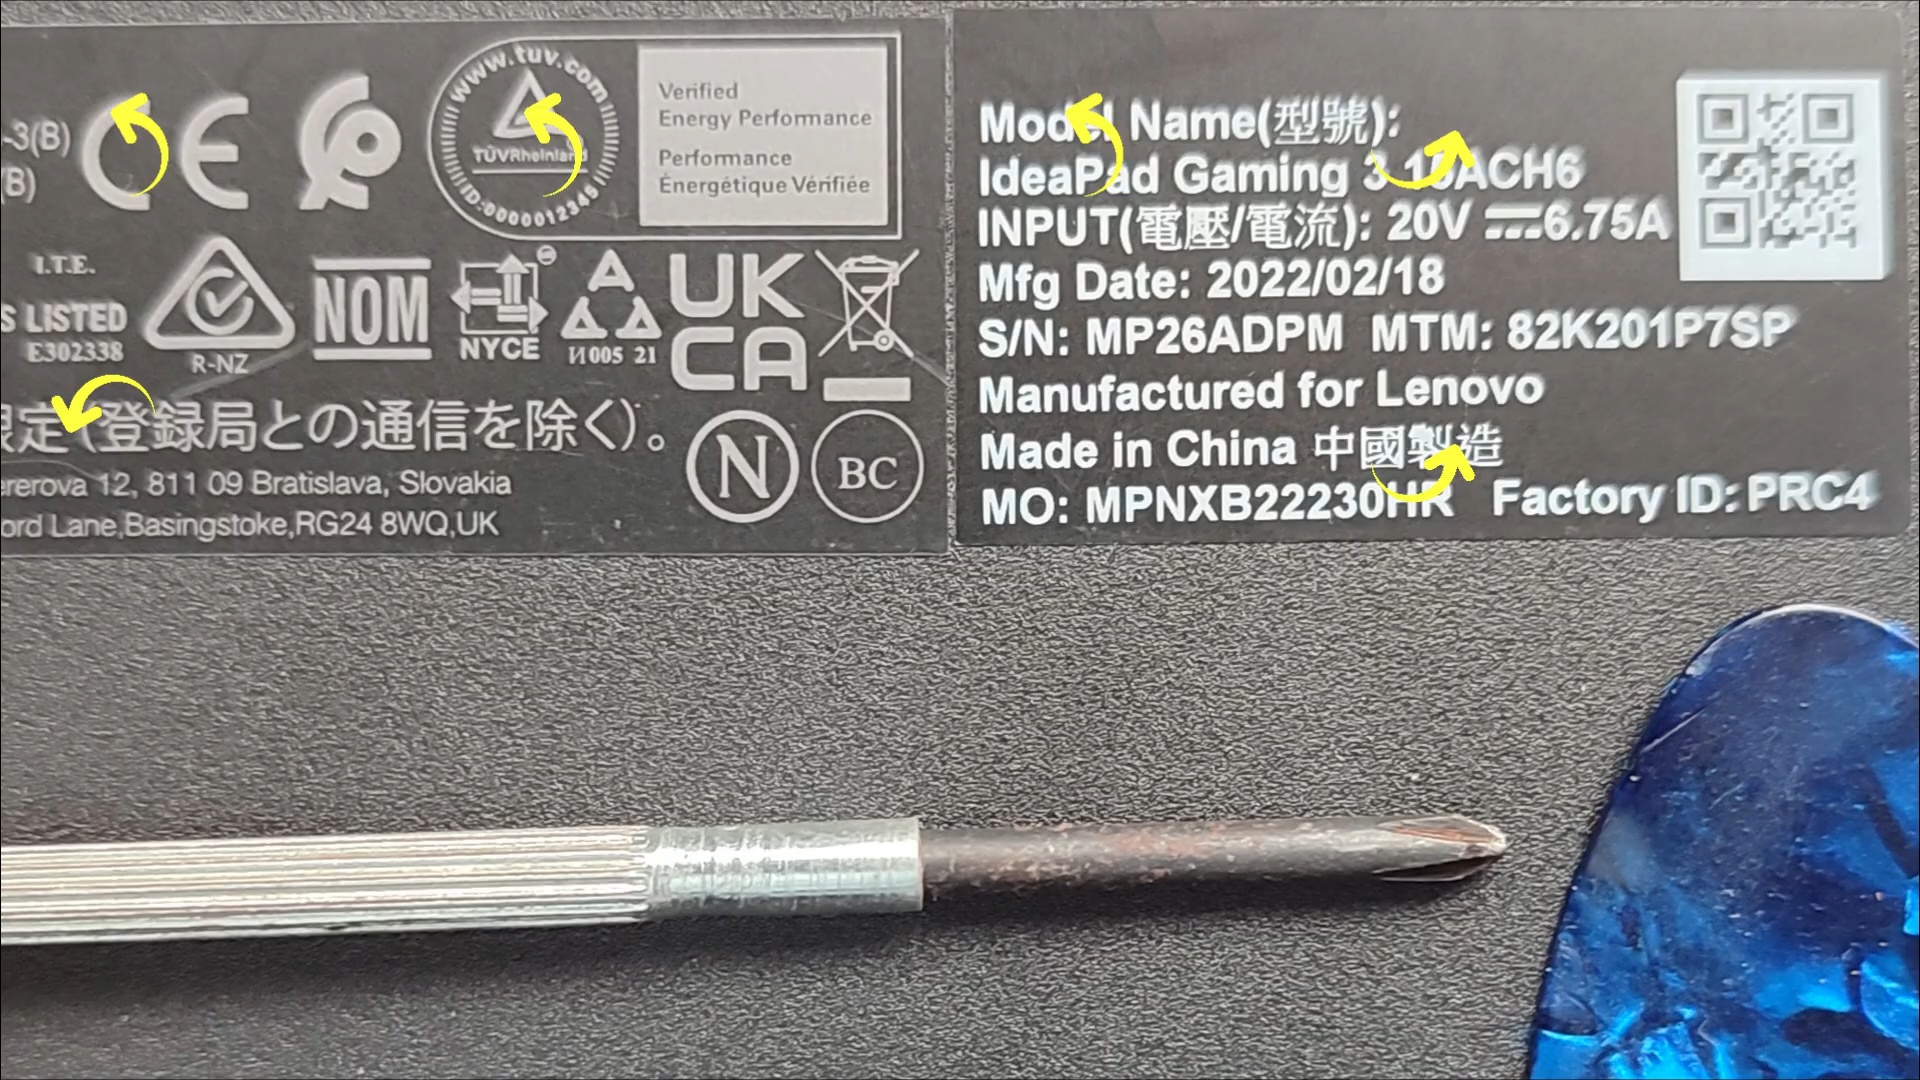 -3(B)
(B)
CE
www.tuv.com
TÜVRheinland
ID:0000012345
Verified
Energy Performance
Performance
Énergétique Vérifiée
I.T.E.
S LISTED
E302338
R-NZ
NOM
NYCE
И005 21
UK
CA
限定(登録局との通信を除く)。
N
BC
12, 811 09 Bratislava, Slovakia
Lane,Basingstoke,RG24 8WQ,UK
Model Name(型號):
IdeaPad Gaming 3 15ACH6
INPUT(電壓/電流): 20V ⎓6.75A
Mfg Date: 2022/02/18
S/N: MP26ADPM MTM: 82K201P7SP
Manufactured for Lenovo
Made in China 中國製造
MO: MPNXB22230HR Factory ID: PRC4